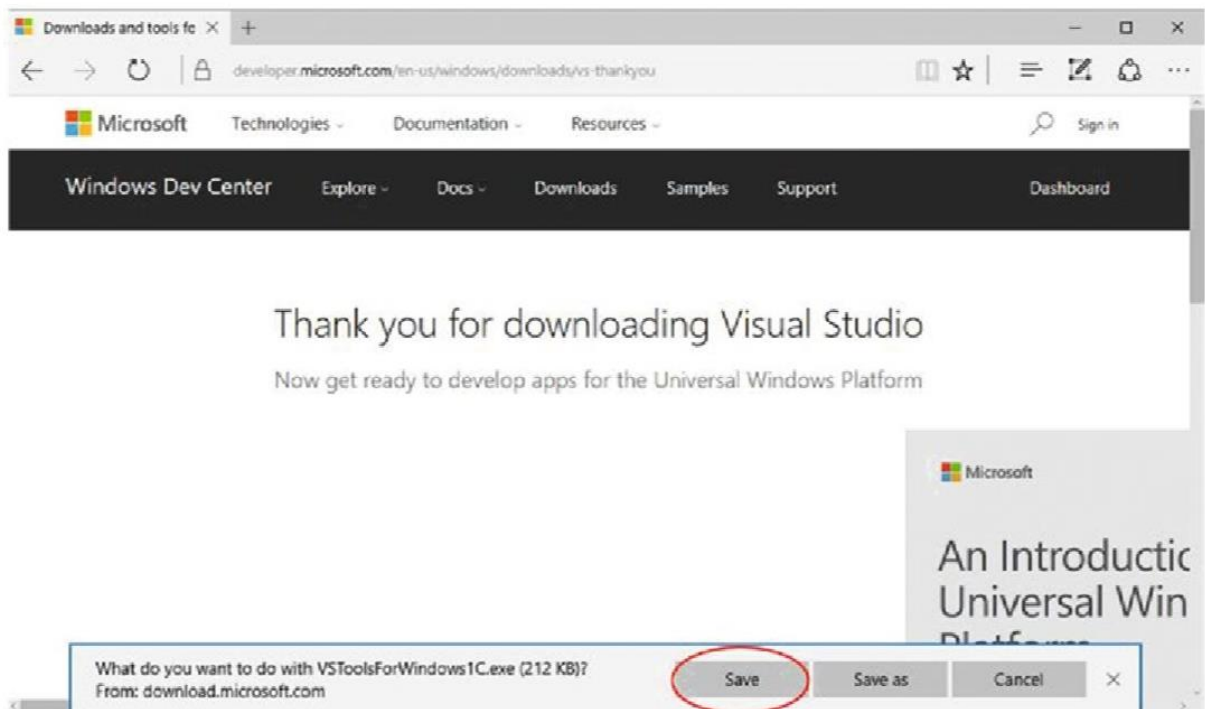 Downloads and tools fc
developer.microsoft.com/en-us/windows/downloads/vs-thankyou
Microsoft Technologies Documentation Resources Sign in
Windows Dev Center Explore Docs Downloads Samples Support Dashboard
Thank you for downloading Visual Studio
Now get ready to develop apps for the Universal Windows Platform
Microsoft
An Introductic
Universal Win
Platform
What do you want to do with VSToolsForWindows1C.exe (212 KB)?
From: download.microsoft.com
Save Save as Cancel